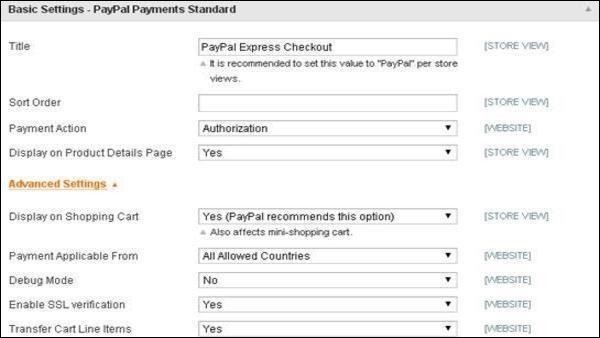 Basic Settings - PayPal Payments Standard
Title PayPal Express Checkout [STORE VIEW]
It is recommended to set this value to "PayPal" per store
views.
Sort Order [STORE VIEW]
Payment Action Authorization [WEBSITE]
Display on Product Details Page Yes [STORE VIEW]
Advanced Settings
Display on Shopping Cart Yes (PayPal recommends this option) [STORE VIEW]
Also affects mini-shopping cart.
Payment Applicable From All Allowed Countries [WEBSITE]
Debug Mode No [WEBSITE]
Enable SSL verification Yes [WEBSITE]
Transfer Cart Line Items Yes [WEBSITE]